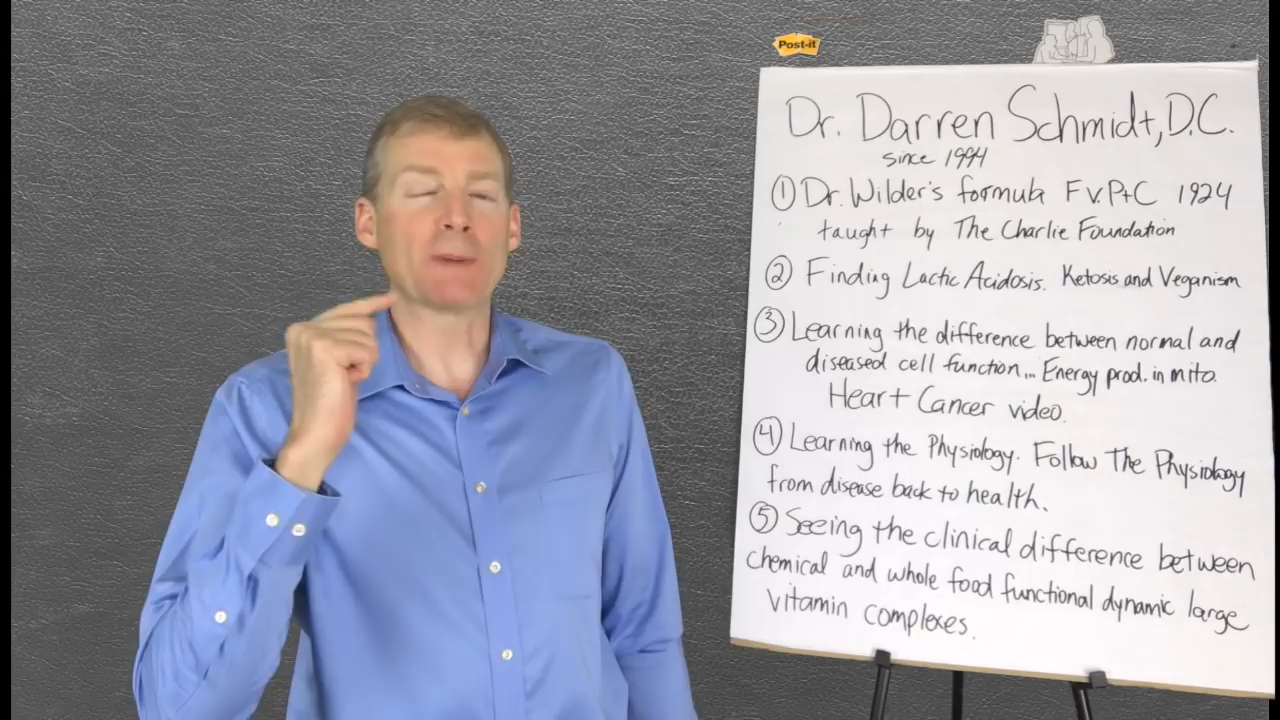 Post-it
Dr. Darren Schmidt, D.C.
since 1994
① Dr. Wilder's formula F v. P+C 1924
taught by The Charlie Foundation
② Finding Lactic Acidosis. Ketosis and Veganism
③ Learning the difference between normal and
diseased cell function... Energy prod. in mito.
Heart Cancer video.
④ Learning the Physiology. Follow The Physiology
from disease back to health.
⑤ Seeing the clinical difference between
chemical and whole food functional dynamic large
vitamin complexes.